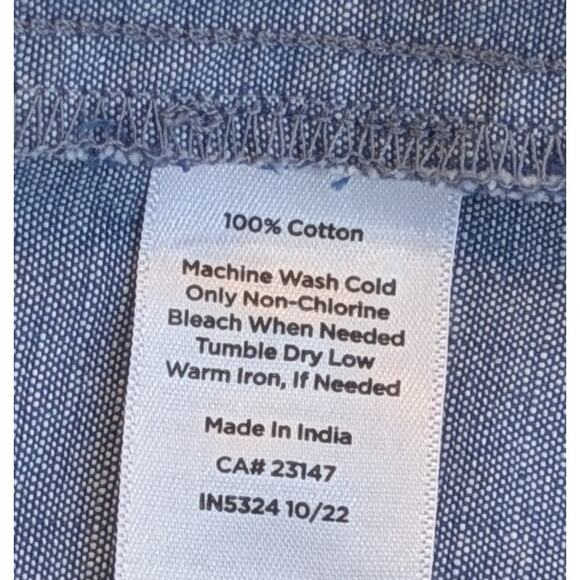 100% Cotton
Machine Wash Cold
Only Non-Chlorine
Bleach When Needed
Tumble Dry Low
Warm Iron, If Needed
Made In India
CA# 23147
IN5324 10/22